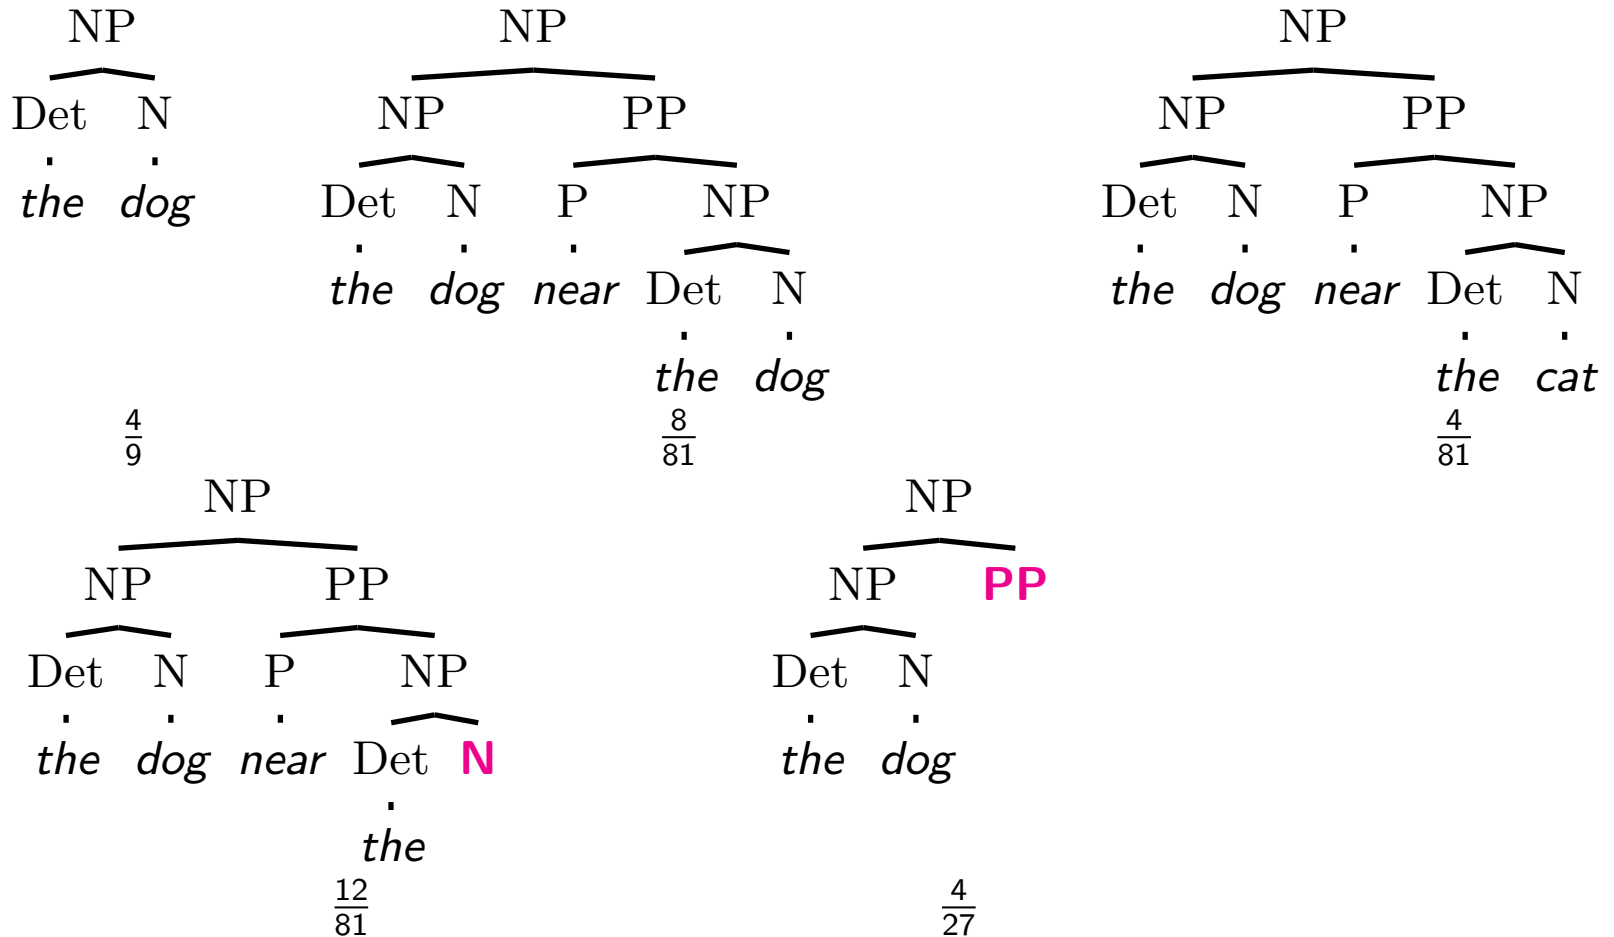 NP NP NP
Det N NP PP NP PP
the dog Det N P NP Det N P NP
the dog near Det N the dog near Det N
the dog the cat
4/9 8/81 4/81
NP NP
NP PP NP PP
Det N P NP Det N
the dog near Det N the dog
the
12/81 4/27